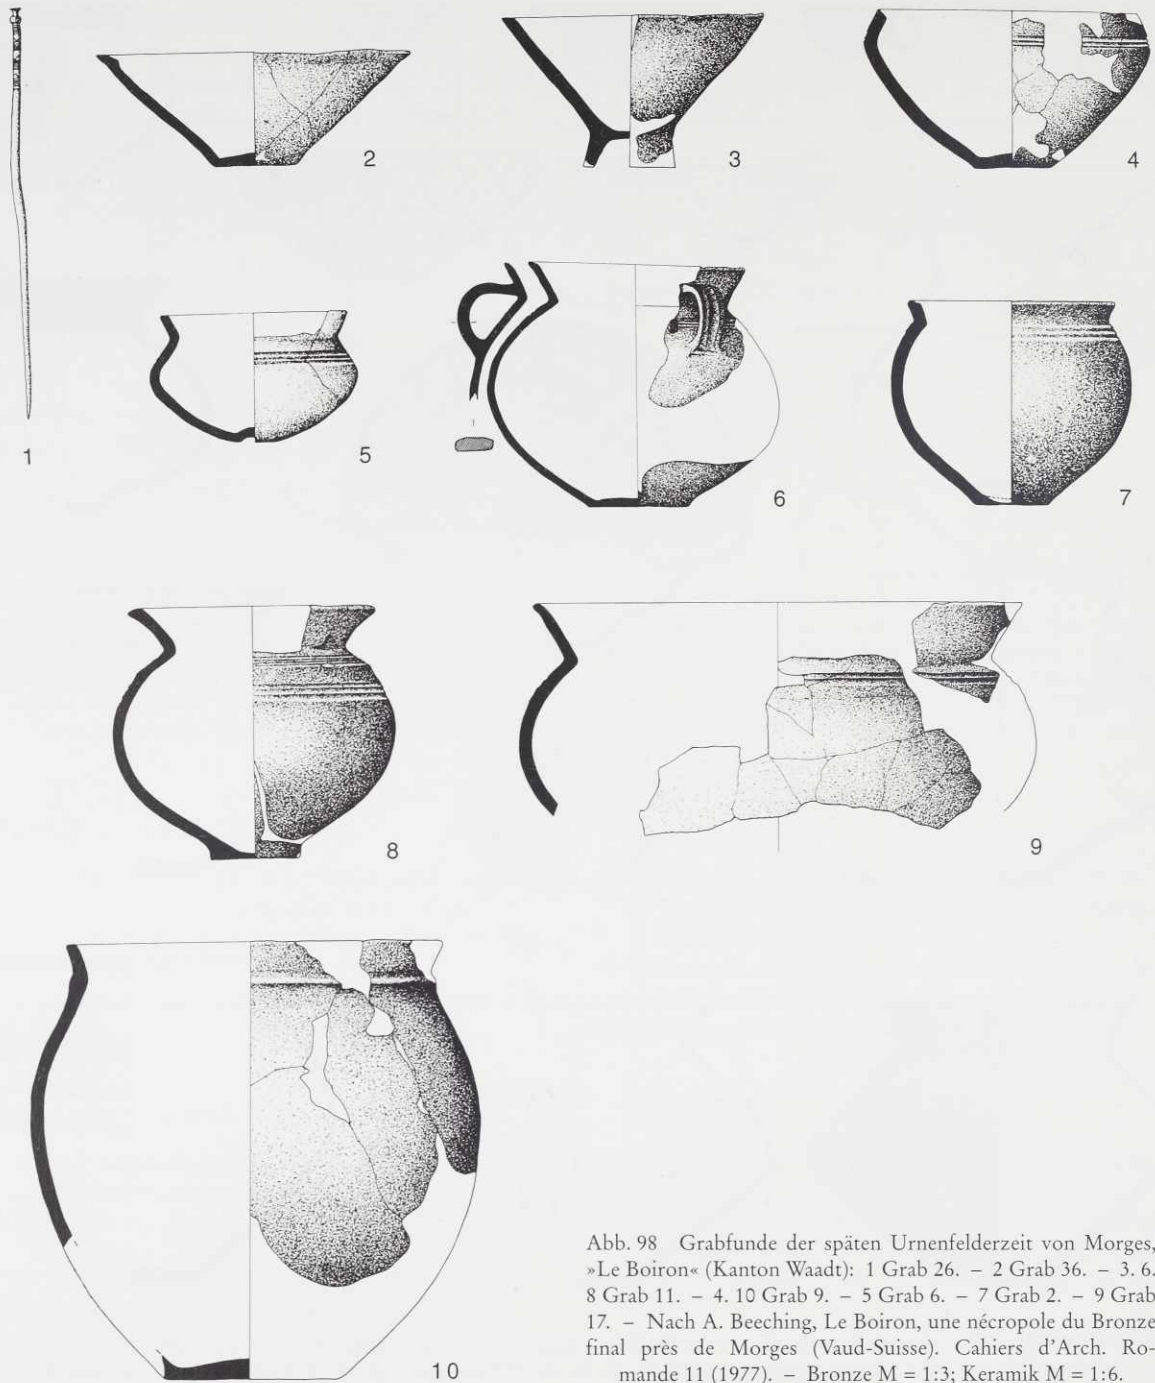 1
2
3
4
5
6
7
8
9
10
Abb. 98 Grabfunde der späten Urnenfelderzeit von Morges,
»Le Boiron« (Kanton Waadt): 1 Grab 26. – 2 Grab 36. – 3. 6.
8 Grab 11. – 4. 10 Grab 9. – 5 Grab 6. – 7 Grab 2. – 9 Grab
17. – Nach A. Beeching, Le Boiron, une nécropole du Bronze
final près de Morges (Vaud-Suisse). Cahiers d'Arch. Ro-
mande 11 (1977). – Bronze M = 1:3; Keramik M = 1:6.